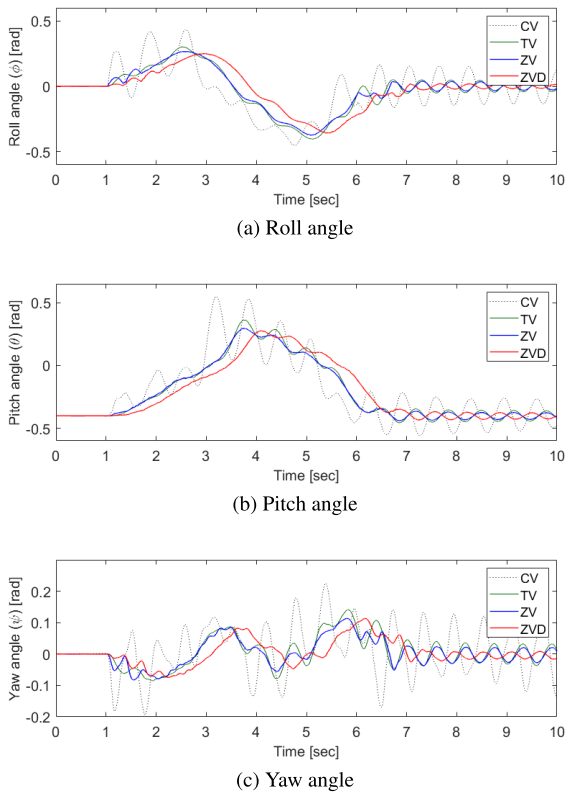 0.5
0
-0.5
Roll angle (ϕ) [rad]
CV
TV
ZV
ZVD
0 1 2 3 4 5 6 7 8 9 10
Time [sec]
(a) Roll angle
0.5
0
-0.5
Pitch angle (θ) [rad]
CV
TV
ZV
ZVD
0 1 2 3 4 5 6 7 8 9 10
Time [sec]
(b) Pitch angle
0.2
0.1
0
-0.1
-0.2
Yaw angle (ψ) [rad]
CV
TV
ZV
ZVD
0 1 2 3 4 5 6 7 8 9 10
Time [sec]
(c) Yaw angle